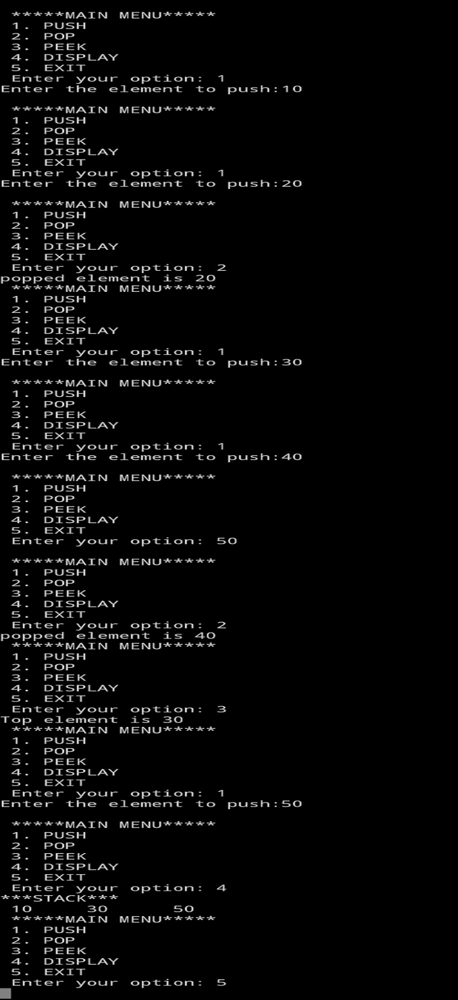 *****MAIN MENU*****
1. PUSH
2. POP
3. PEEK
4. DISPLAY
5. EXIT
Enter your option: 1
Enter the element to push:10
*****MAIN MENU*****
1. PUSH
2. POP
3. PEEK
4. DISPLAY
5. EXIT
Enter your option: 1
Enter the element to push:20
*****MAIN MENU*****
1. PUSH
2. POP
3. PEEK
4. DISPLAY
5. EXIT
Enter your option: 2
popped element is 20
*****MAIN MENU*****
1. PUSH
2. POP
3. PEEK
4. DISPLAY
5. EXIT
Enter your option: 1
Enter the element to push:30
*****MAIN MENU*****
1. PUSH
2. POP
3. PEEK
4. DISPLAY
5. EXIT
Enter your option: 1
Enter the element to push:40
*****MAIN MENU*****
1. PUSH
2. POP
3. PEEK
4. DISPLAY
5. EXIT
Enter your option: 50
*****MAIN MENU*****
1. PUSH
2. POP
3. PEEK
4. DISPLAY
5. EXIT
Enter your option: 2
popped element is 40
*****MAIN MENU*****
1. PUSH
2. POP
3. PEEK
4. DISPLAY
5. EXIT
Enter your option: 3
Top element is 30
*****MAIN MENU*****
1. PUSH
2. POP
3. PEEK
4. DISPLAY
5. EXIT
Enter your option: 1
Enter the element to push:50
*****MAIN MENU*****
1. PUSH
2. POP
3. PEEK
4. DISPLAY
5. EXIT
Enter your option: 4
***STACK***
10 30 50
*****MAIN MENU*****
1. PUSH
2. POP
3. PEEK
4. DISPLAY
5. EXIT
Enter your option: 5